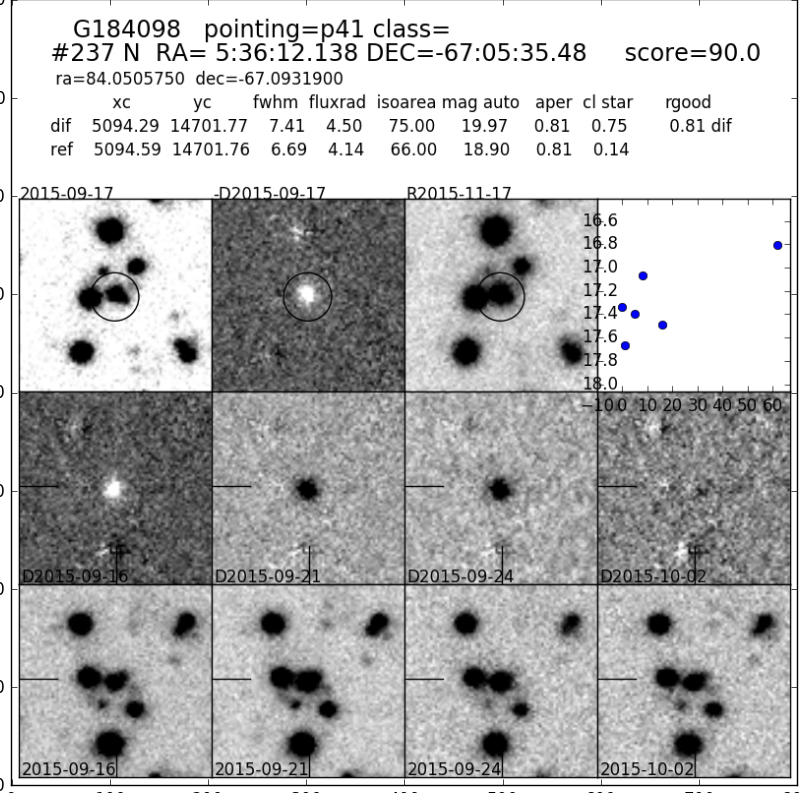 G184098 pointing=p41 class=
#237 N RA= 5:36:12.138 DEC=-67:05:35.48 score=90.0
ra=84.0505750 dec=-67.0931900
xc yc fwhm fluxrad isoarea mag auto aper cl star rgood
dif 5094.29 14701.77 7.41 4.50 75.00 19.97 0.81 0.75 0.81 dif
ref 5094.59 14701.76 6.69 4.14 66.00 18.90 0.81 0.14
2015-09-17 -D2015-09-17 R2015-11-17
16.6
16.8
17.0
17.2
17.4
17.6
17.8
18.0
−10 0 10 20 30 40 50 60
D2015-09-16 D2015-09-21 D2015-09-24 D2015-10-02
2015-09-16 2015-09-21 2015-09-24 2015-10-02